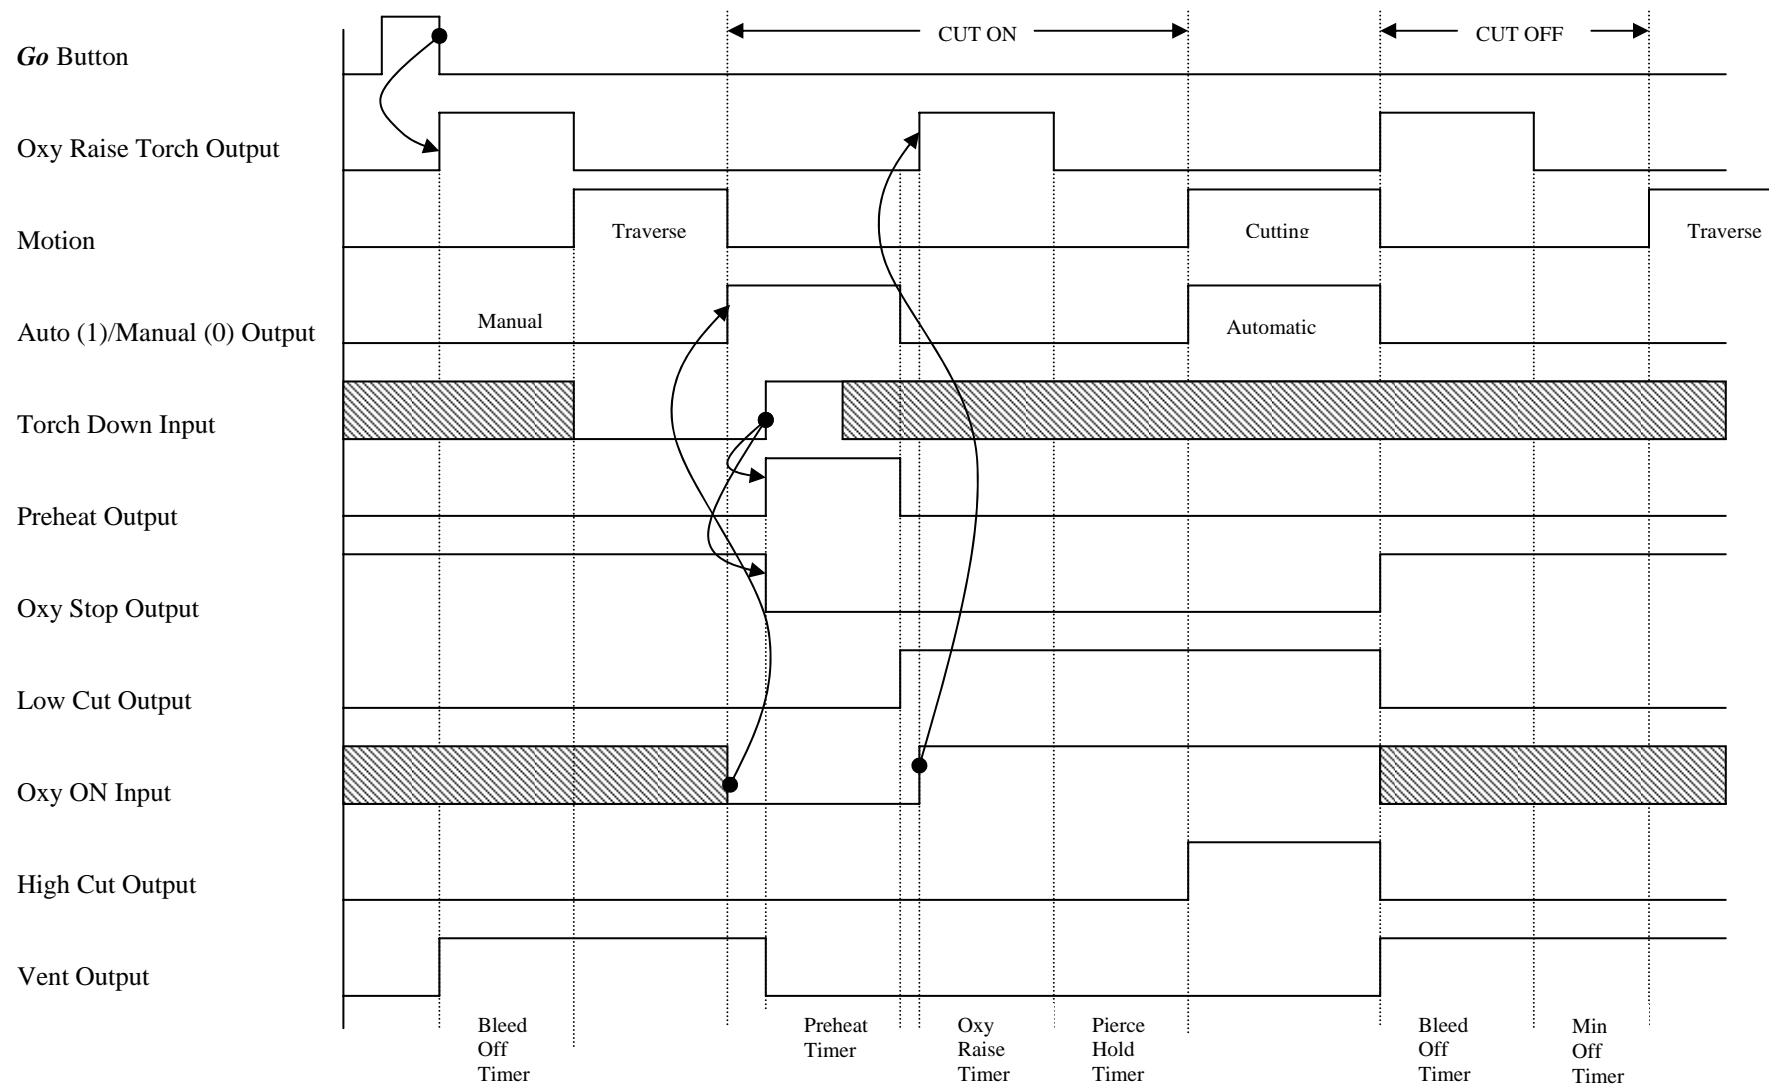 CUT ON
CUT OFF
Go Button
Oxy Raise Torch Output
Motion
Traverse
Cutting
Traverse
Auto (1)/Manual (0) Output
Manual
Automatic
Torch Down Input
Preheat Output
Oxy Stop Output
Low Cut Output
Oxy ON Input
High Cut Output
Vent Output
Bleed
Off
Timer
Preheat
Timer
Oxy
Raise
Timer
Pierce
Hold
Timer
Bleed
Off
Timer
Min
Off
Timer